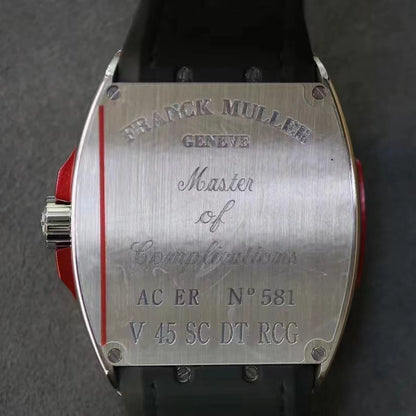 FRANCK MULLER
GENEVE
Master
of
Complications
AC ER N° 581
V 45 SC DT RCG